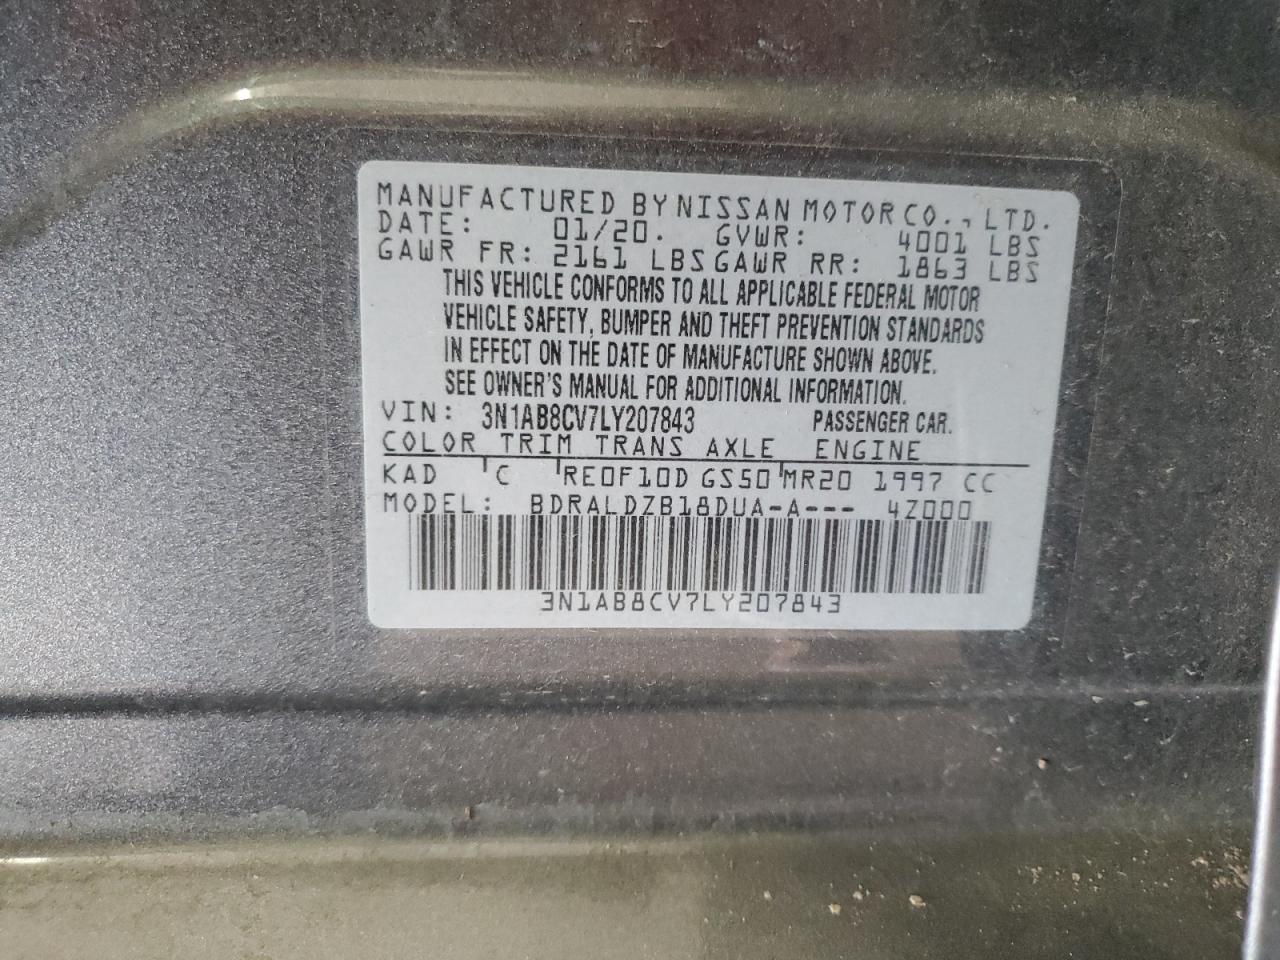 MANUFACTURED BY NISSAN MOTOR CO., LTD.
DATE: 01/20. GVWR: 4001 LBS
GAWR FR: 2161 LBS GAWR RR: 1863 LBS
THIS VEHICLE CONFORMS TO ALL APPLICABLE FEDERAL MOTOR
VEHICLE SAFETY, BUMPER AND THEFT PREVENTION STANDARDS
IN EFFECT ON THE DATE OF MANUFACTURE SHOWN ABOVE.
SEE OWNER'S MANUAL FOR ADDITIONAL INFORMATION.
VIN: 3N1AB8CV7LY207843 PASSENGER CAR.
COLOR TRIM TRANS AXLE ENGINE
KAD C RE0F10D GS50 MR20 1997 CC
MODEL: BDRALDZB18DUA-A--- 4Z000
3N1AB8CV7LY207843